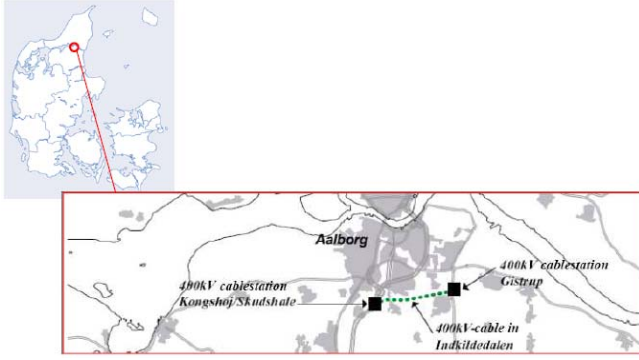 Aalborg
400kV cablestation
Kongshøj/Skudshale
400kV cablestation
Gistrup
400kV-cable in
Indkildedalen